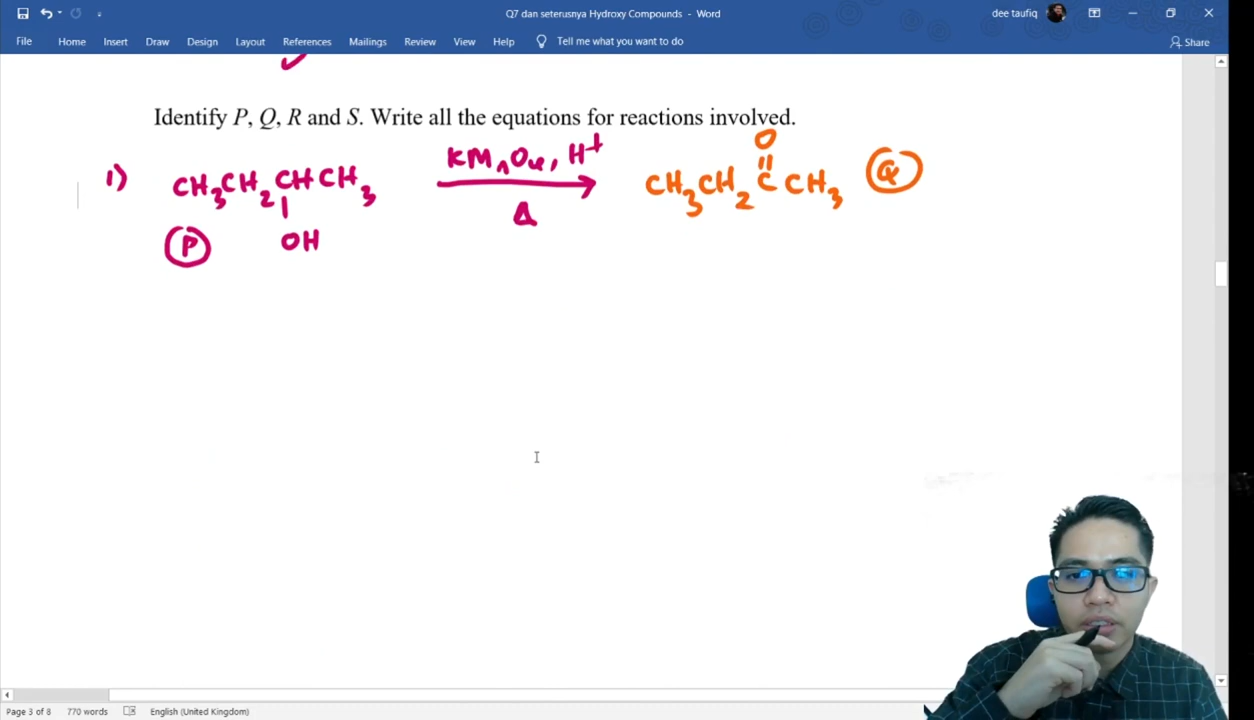 Q7 dan seterusnya Hydroxy Compounds - Word
dee taufiq
File Home Insert Draw Design Layout References Mailings Review View Help Tell me what you want to do
Share
Identify P, Q, R and S. Write all the equations for reactions involved.
1) CH3CH2CHCH3 KMnO4, H+ CH3CH2CCH3 Q
O
Δ
P OH
Page 3 of 8 770 words English (United Kingdom)